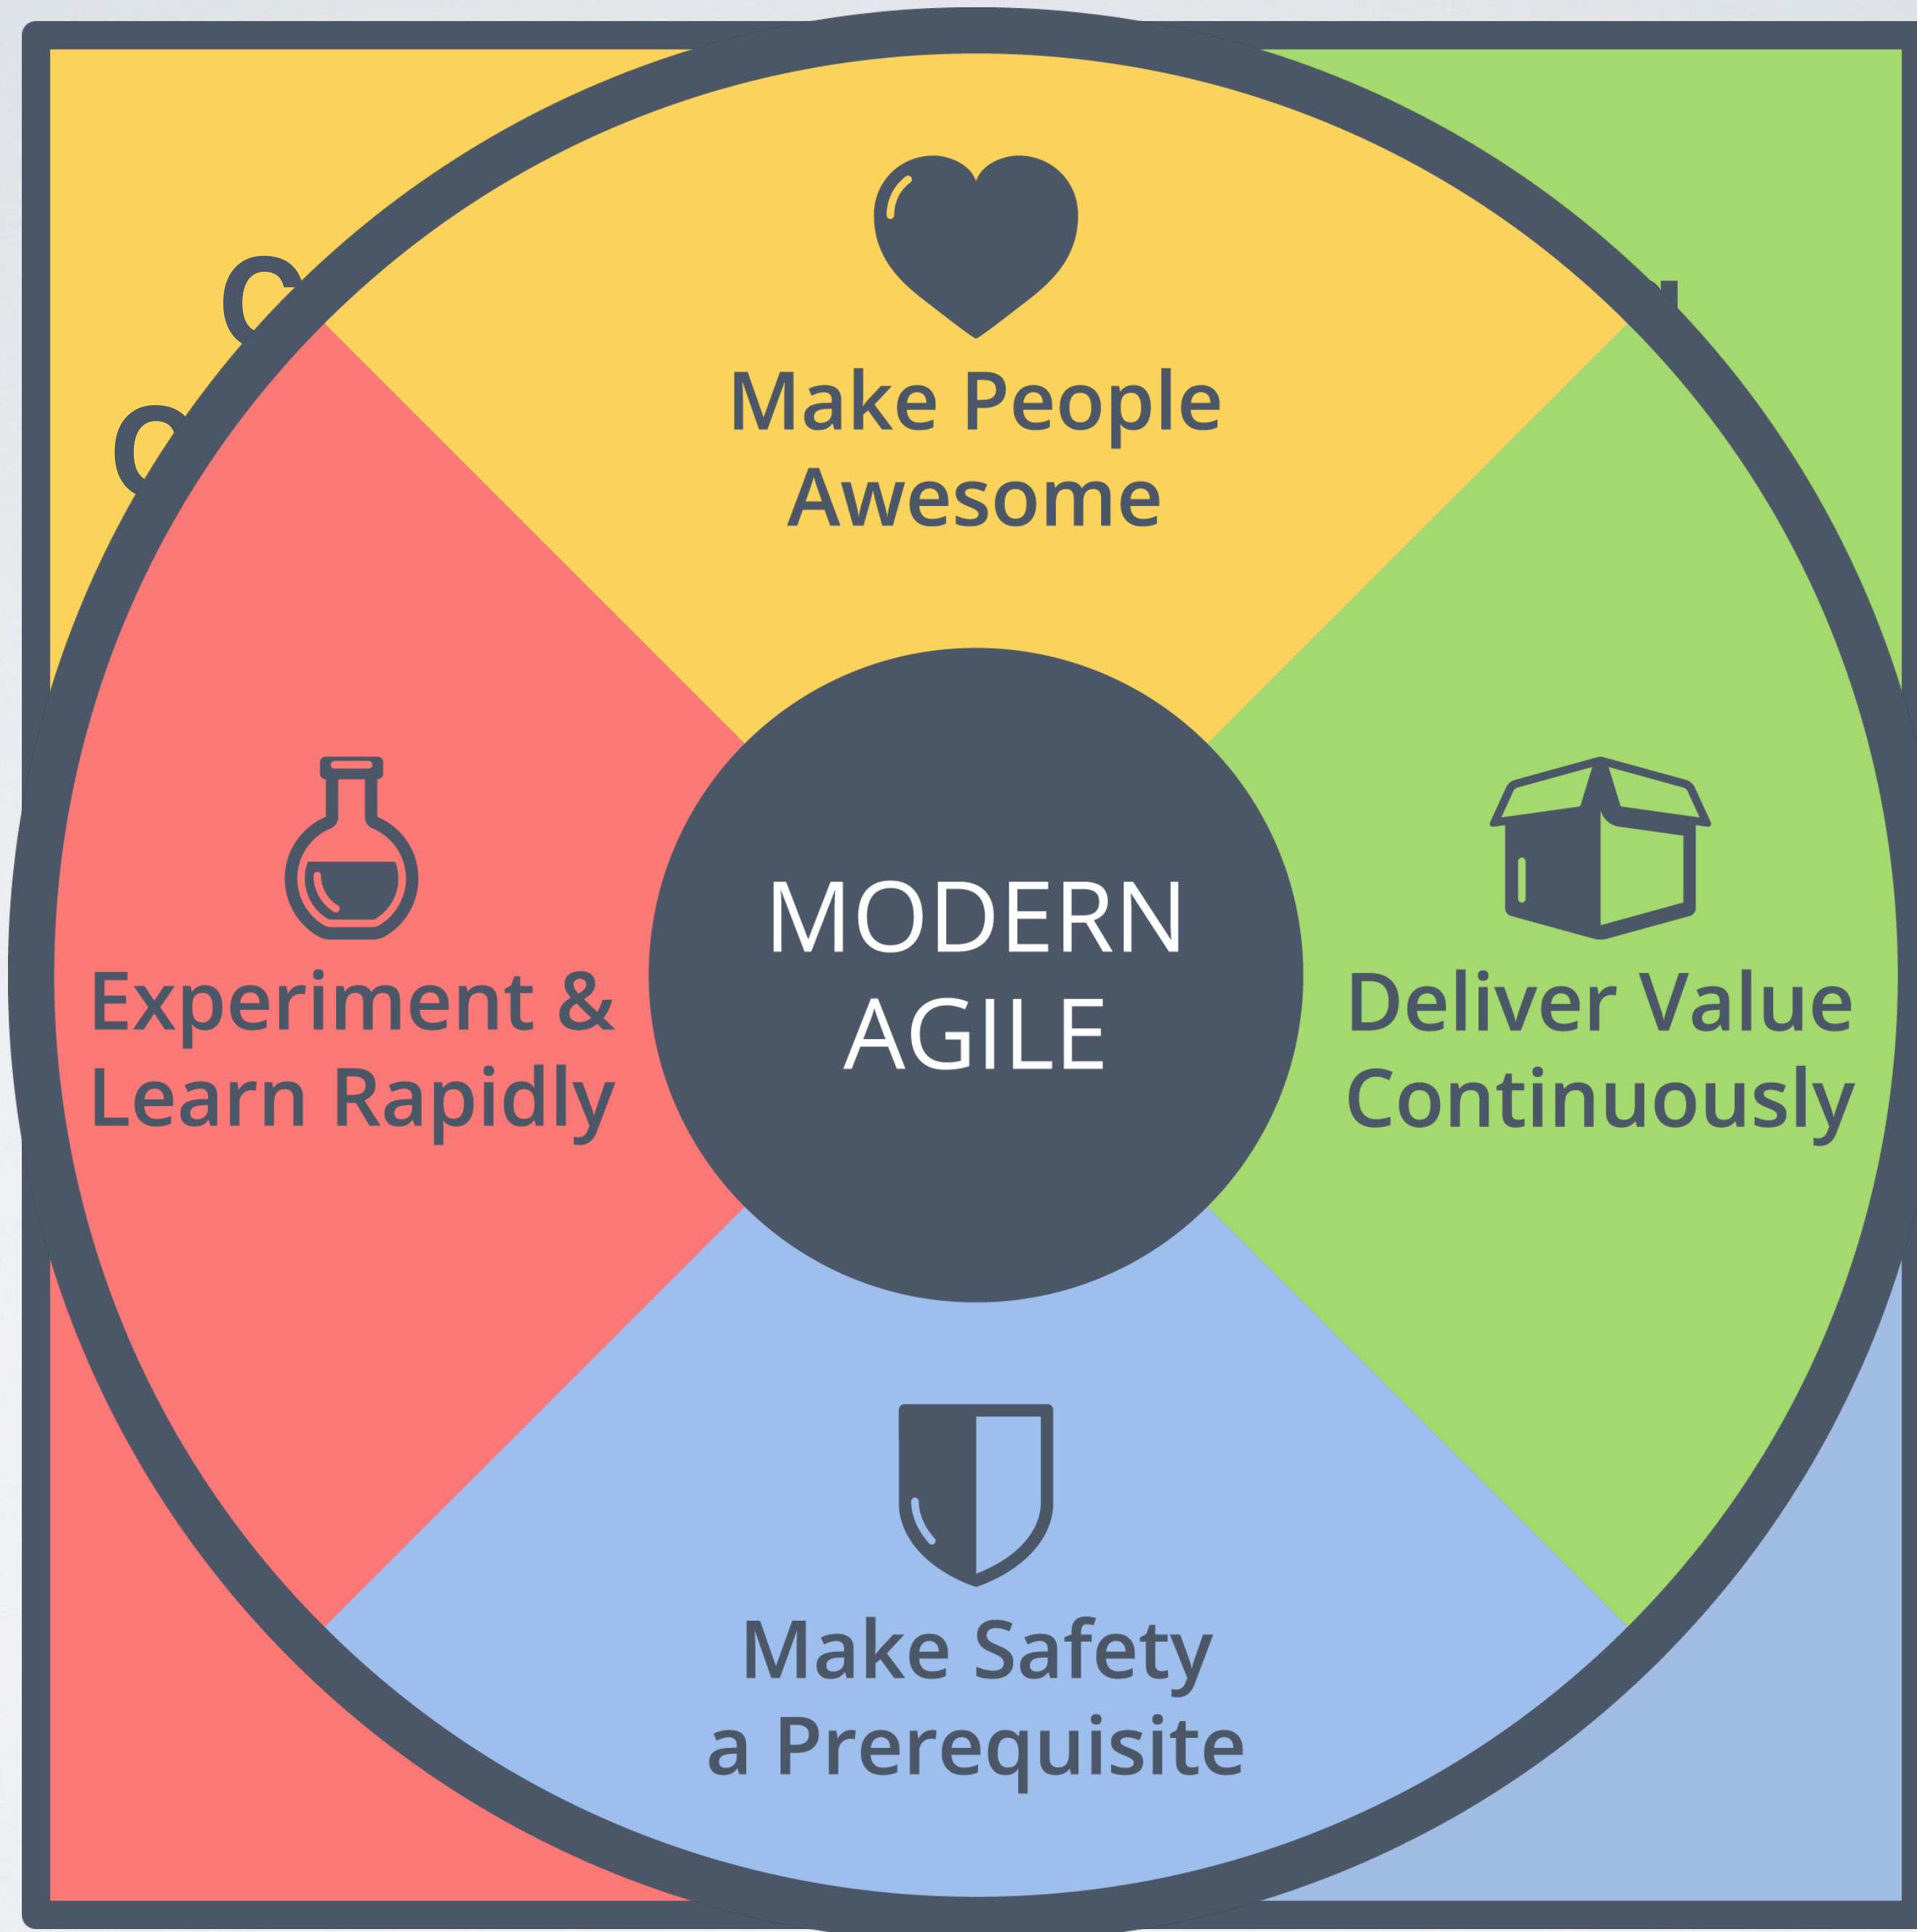 Make People
Awesome
Experiment &
Learn Rapidly
MODERN
AGILE
Deliver Value
Continuously
Make Safety
a Prerequisite